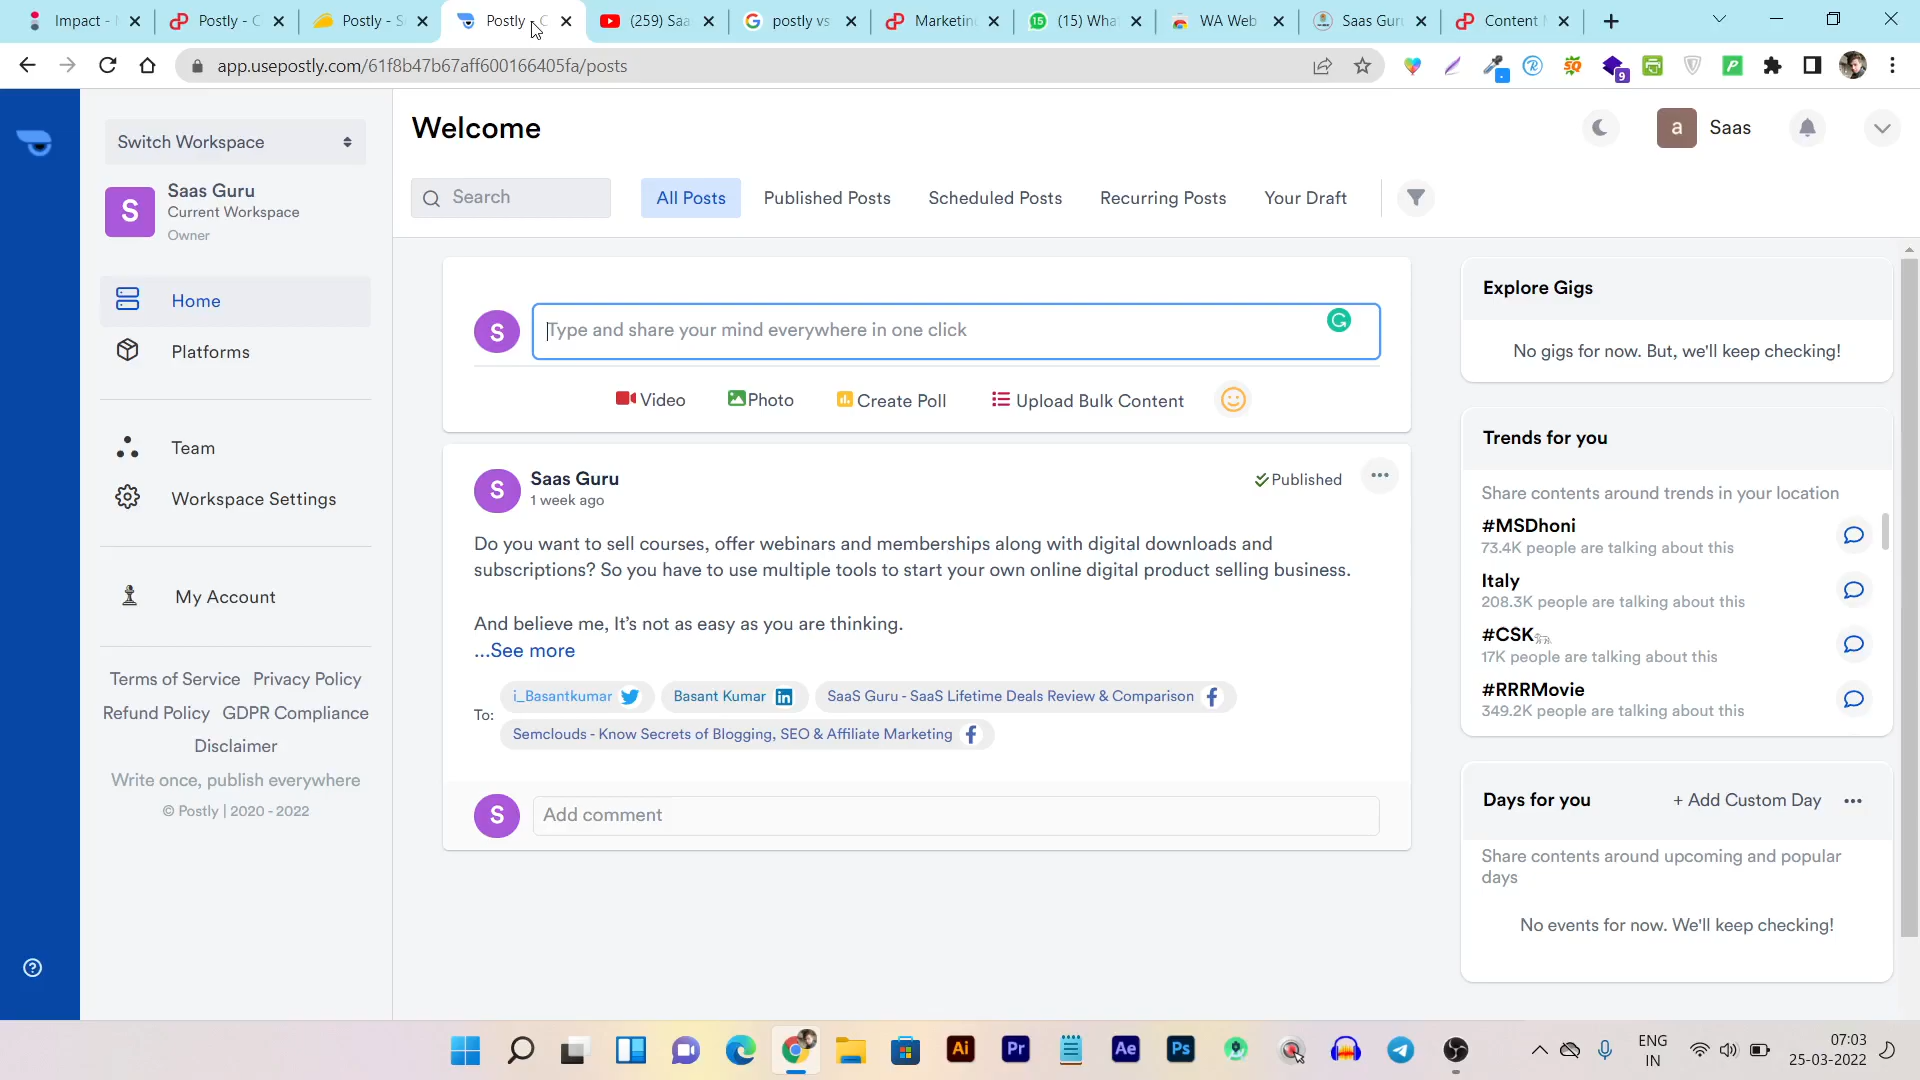 Impact -
Postly - C
Postly - S
Postly - C
(259) Saa
postly vs
Marketin
(15) Wha
WA Web
Saas Gur
Content M
app.usepostly.com/61f8b47b67aff600166405fa/posts
9
Switch Workspace
S
Saas Guru
Current Workspace
Owner
Home
Platforms
Team
Workspace Settings
My Account
Terms of Service Privacy Policy
Refund Policy GDPR Compliance
Disclaimer
Write once, publish everywhere
© Postly | 2020 - 2022
Welcome
a
Saas
Search
All Posts
Published Posts
Scheduled Posts
Recurring Posts
Your Draft
S
Type and share your mind everywhere in one click
Video
Photo
Create Poll
Upload Bulk Content
S
Saas Guru
1 week ago
Published
Do you want to sell courses, offer webinars and memberships along with digital downloads and
subscriptions? So you have to use multiple tools to start your own online digital product selling business.
And believe me, It’s not as easy as you are thinking.
...See more
To:
i_Basantkumar
Basant Kumar
SaaS Guru - SaaS Lifetime Deals Review & Comparison
Semclouds - Know Secrets of Blogging, SEO & Affiliate Marketing
S
Add comment
Explore Gigs
No gigs for now. But, we'll keep checking!
Trends for you
Share contents around trends in your location
#MSDhoni
73.4K people are talking about this
Italy
208.3K people are talking about this
#CSK
17K people are talking about this
#RRRMovie
349.2K people are talking about this
Days for you
+ Add Custom Day
Share contents around upcoming and popular
days
No events for now. We'll keep checking!
Ai
Pr
Ae
Ps
ENG
IN
07:03
25-03-2022